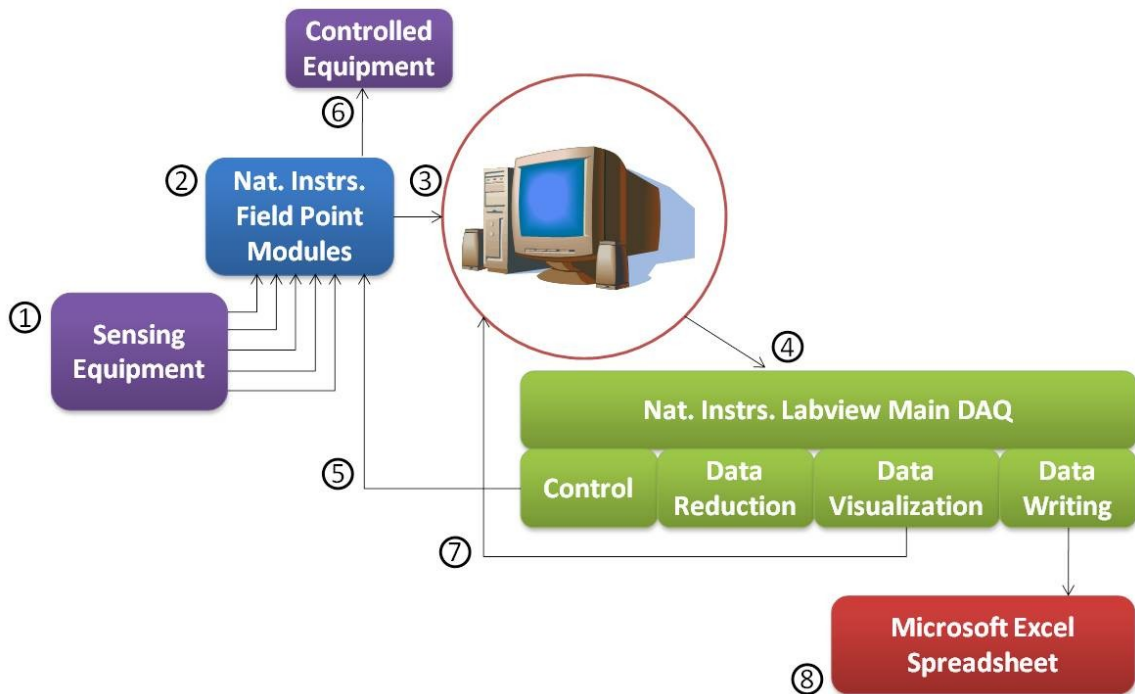 Controlled
Equipment
⑥
②
Nat. Instrs.
Field Point
Modules
③
①
Sensing
Equipment
④
Nat. Instrs. Labview Main DAQ
⑤
Control
Data
Reduction
Data
Visualization
Data
Writing
⑦
Microsoft Excel
Spreadsheet
⑧